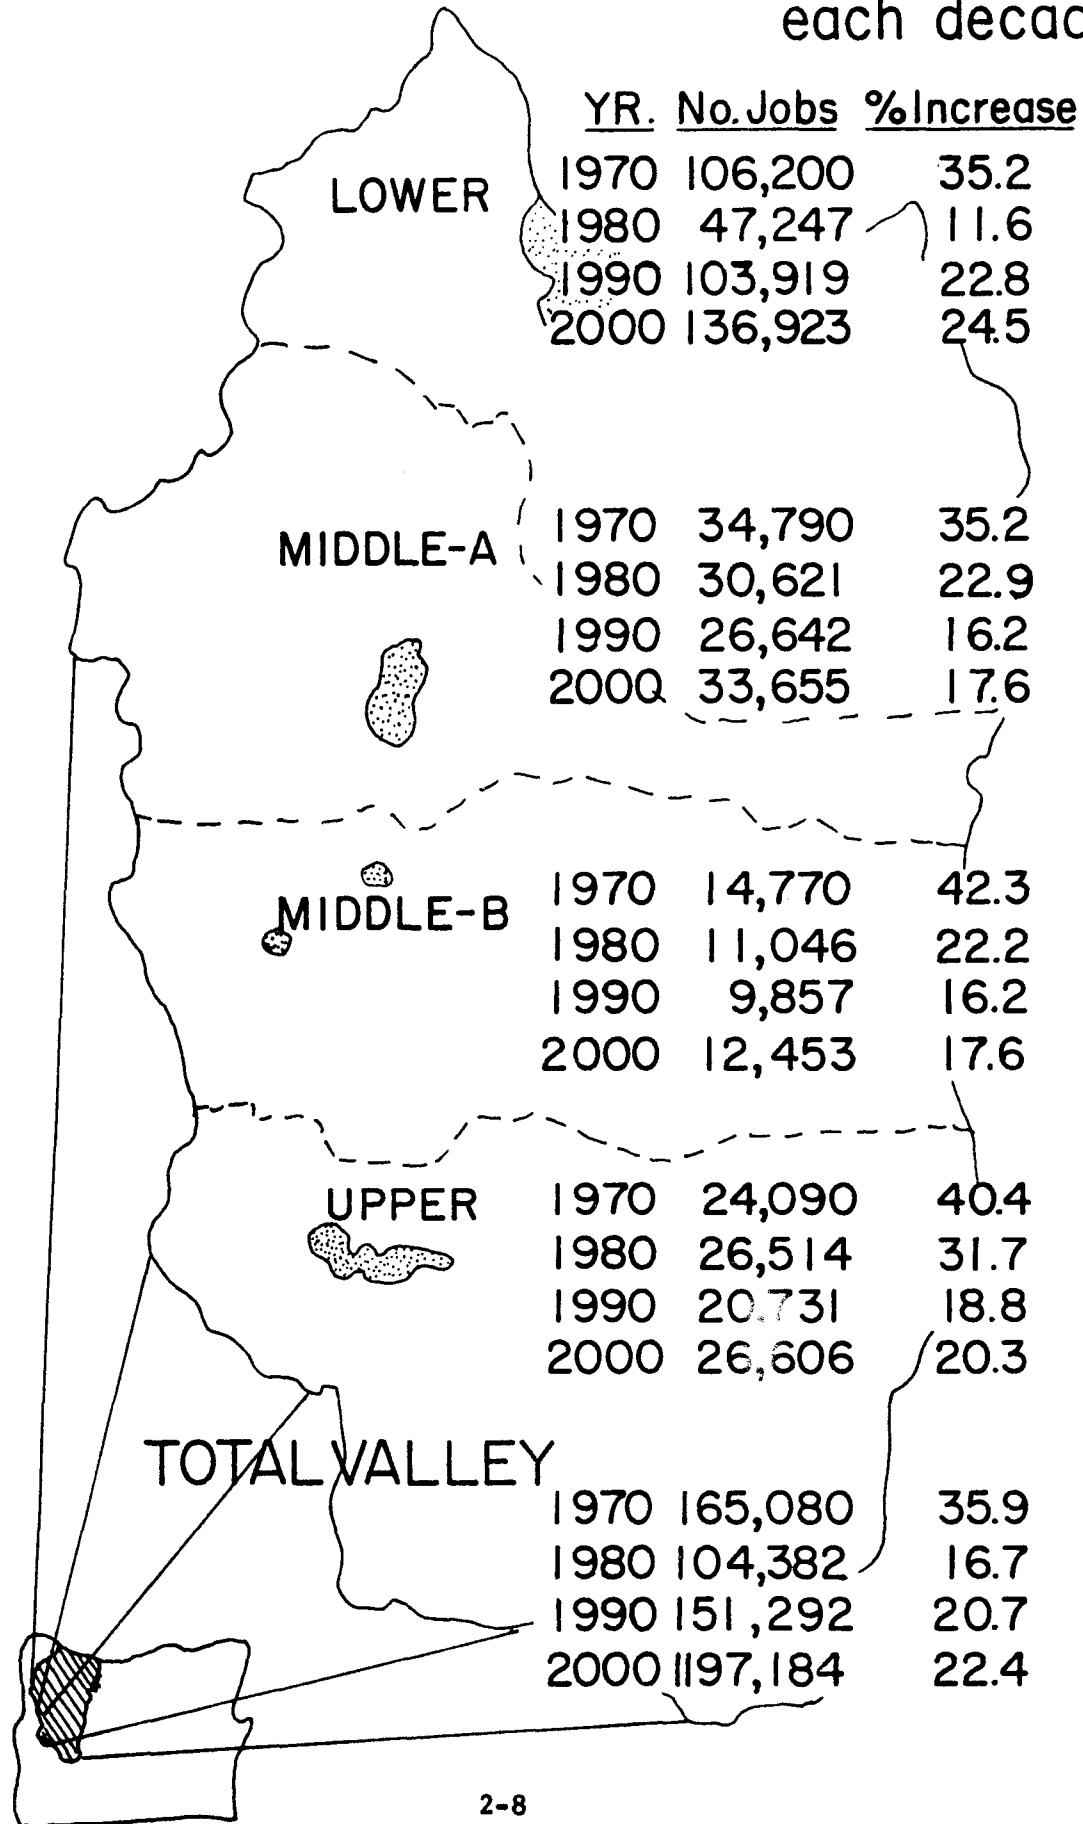 each decad
YR. No. Jobs % Increase
LOWER
1970 106,200 35.2
1980 47,247 11.6
1990 103,919 22.8
2000 136,923 24.5
MIDDLE-A
1970 34,790 35.2
1980 30,621 22.9
1990 26,642 16.2
2000 33,655 17.6
MIDDLE-B
1970 14,770 42.3
1980 11,046 22.2
1990 9,857 16.2
2000 12,453 17.6
UPPER
1970 24,090 40.4
1980 26,514 31.7
1990 20,731 18.8
2000 26,606 20.3
TOTAL VALLEY
1970 165,080 35.9
1980 104,382 16.7
1990 151,292 20.7
2000 1197,184 22.4
2-8